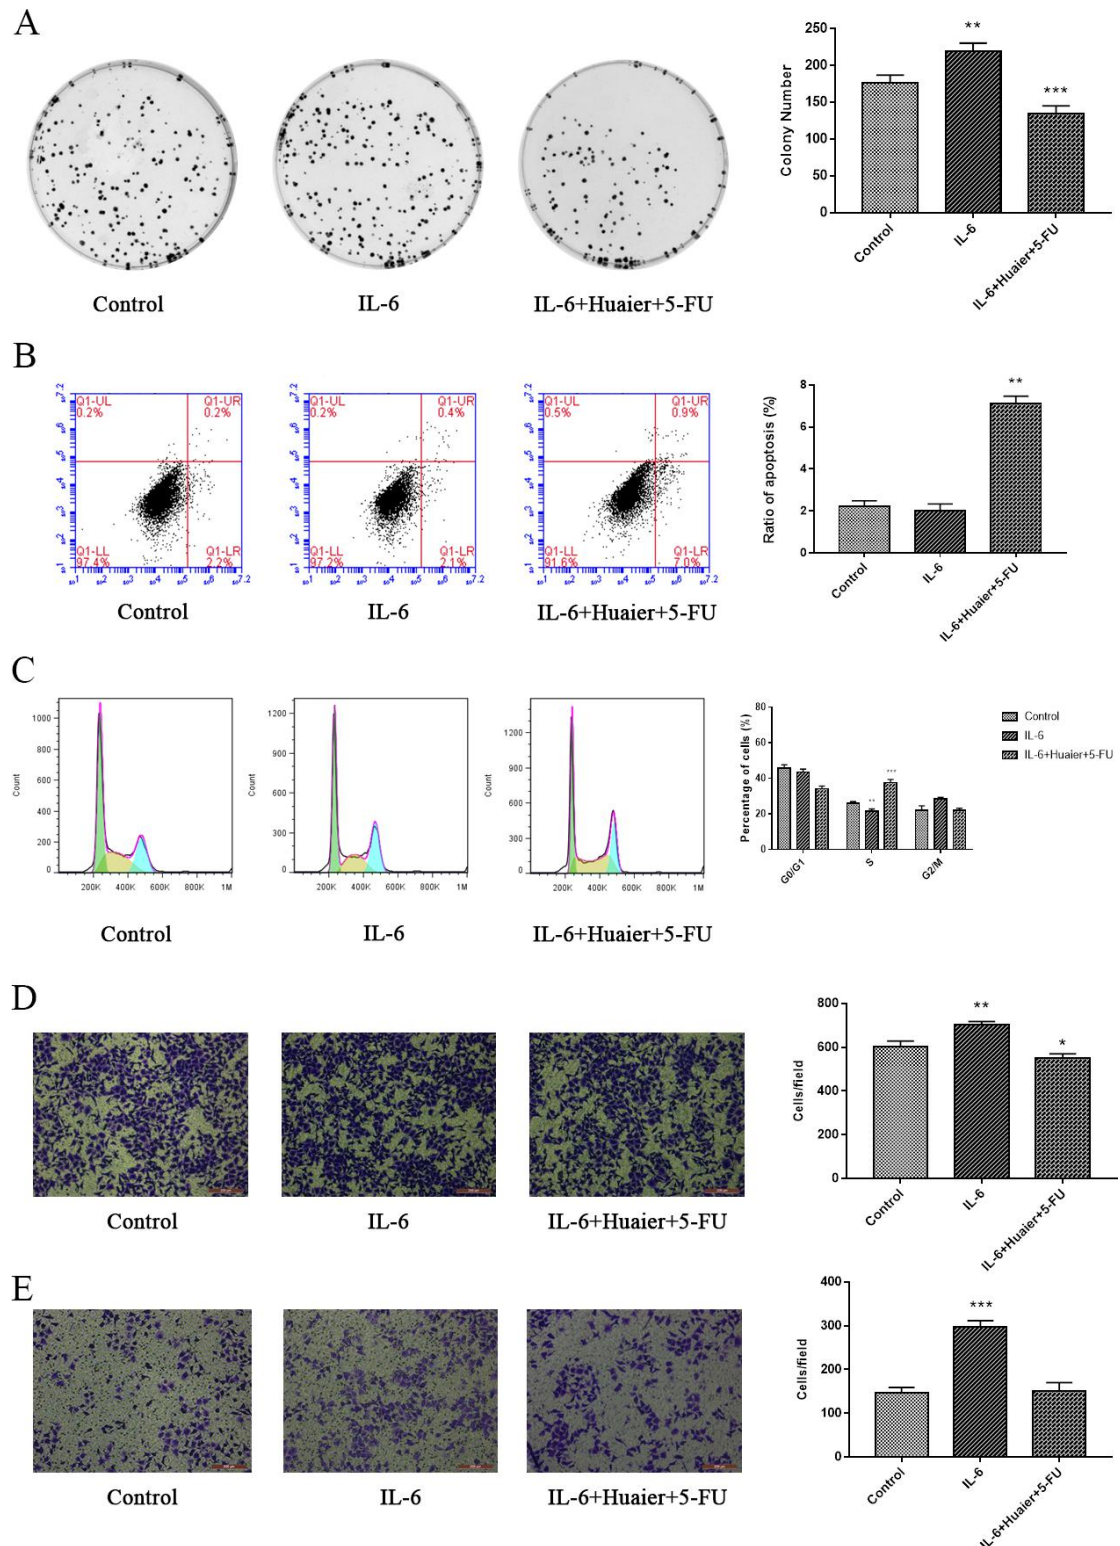 A
Control
IL-6
IL-6+Huaier+5-FU
Colony Number
250
200
150
100
50
0
**
***
Control
IL-6
IL-6+Huaier+5-FU
B
Q1-UL
0.2%
Q1-UR
0.2%
Q1-LL
97.4%
Q1-LR
2.2%
Control
Q1-UL
0.2%
Q1-UR
0.4%
Q1-LL
97.2%
Q1-LR
2.1%
IL-6
Q1-UL
0.5%
Q1-UR
0.9%
Q1-LL
91.6%
Q1-LR
7.0%
IL-6+Huaier+5-FU
Ratio of apoptosis (%)
8
6
4
2
0
**
Control
IL-6
IL-6+Huaier+5-FU
C
Count
1000
800
600
400
200
0
200K 400K 600K 800K 1M
Control
Count
1200
900
600
300
0
200K 400K 600K 800K 1M
IL-6
Count
1200
900
600
300
0
200K 400K 600K 800K 1M
IL-6+Huaier+5-FU
Percentage of cells (%)
80
60
40
20
0
**
***
G0/G1
S
G2/M
Control
IL-6
IL-6+Huaier+5-FU
D
Control
IL-6
IL-6+Huaier+5-FU
Cells/field
800
600
400
200
0
**
*
Control
IL-6
IL-6+Huaier+5-FU
E
Control
IL-6
IL-6+Huaier+5-FU
Cells/field
400
300
200
100
0
***
Control
IL-6
IL-6+Huaier+5-FU